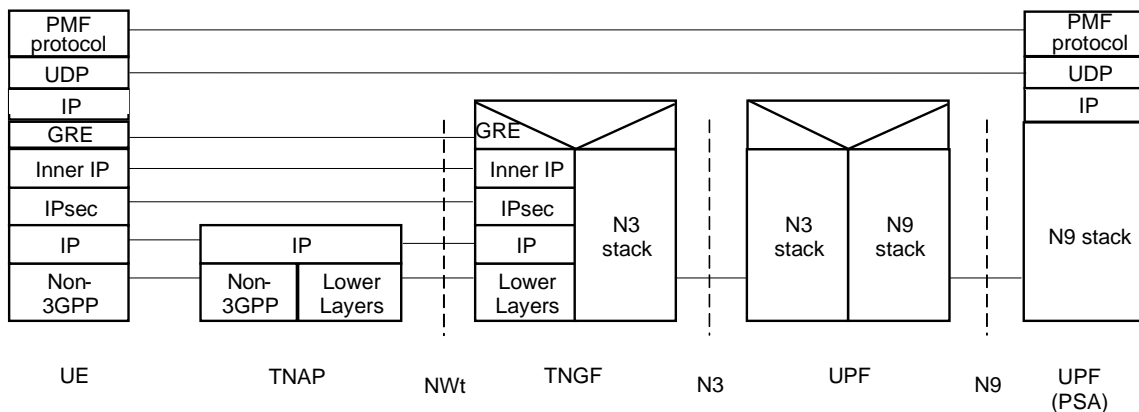 PMF
protocol
UDP
IP
GRE
Inner IP
IPsec
IP
Non-
3GPP
UE
IP
Non-
3GPP
Lower
Layers
TNAP
NWt
GRE
Inner IP
IPsec
IP
Lower
Layers
N3
stack
TNGF
N3
N3
stack
N9
stack
UPF
N9
PMF
protocol
UDP
IP
N9 stack
UPF
(PSA)